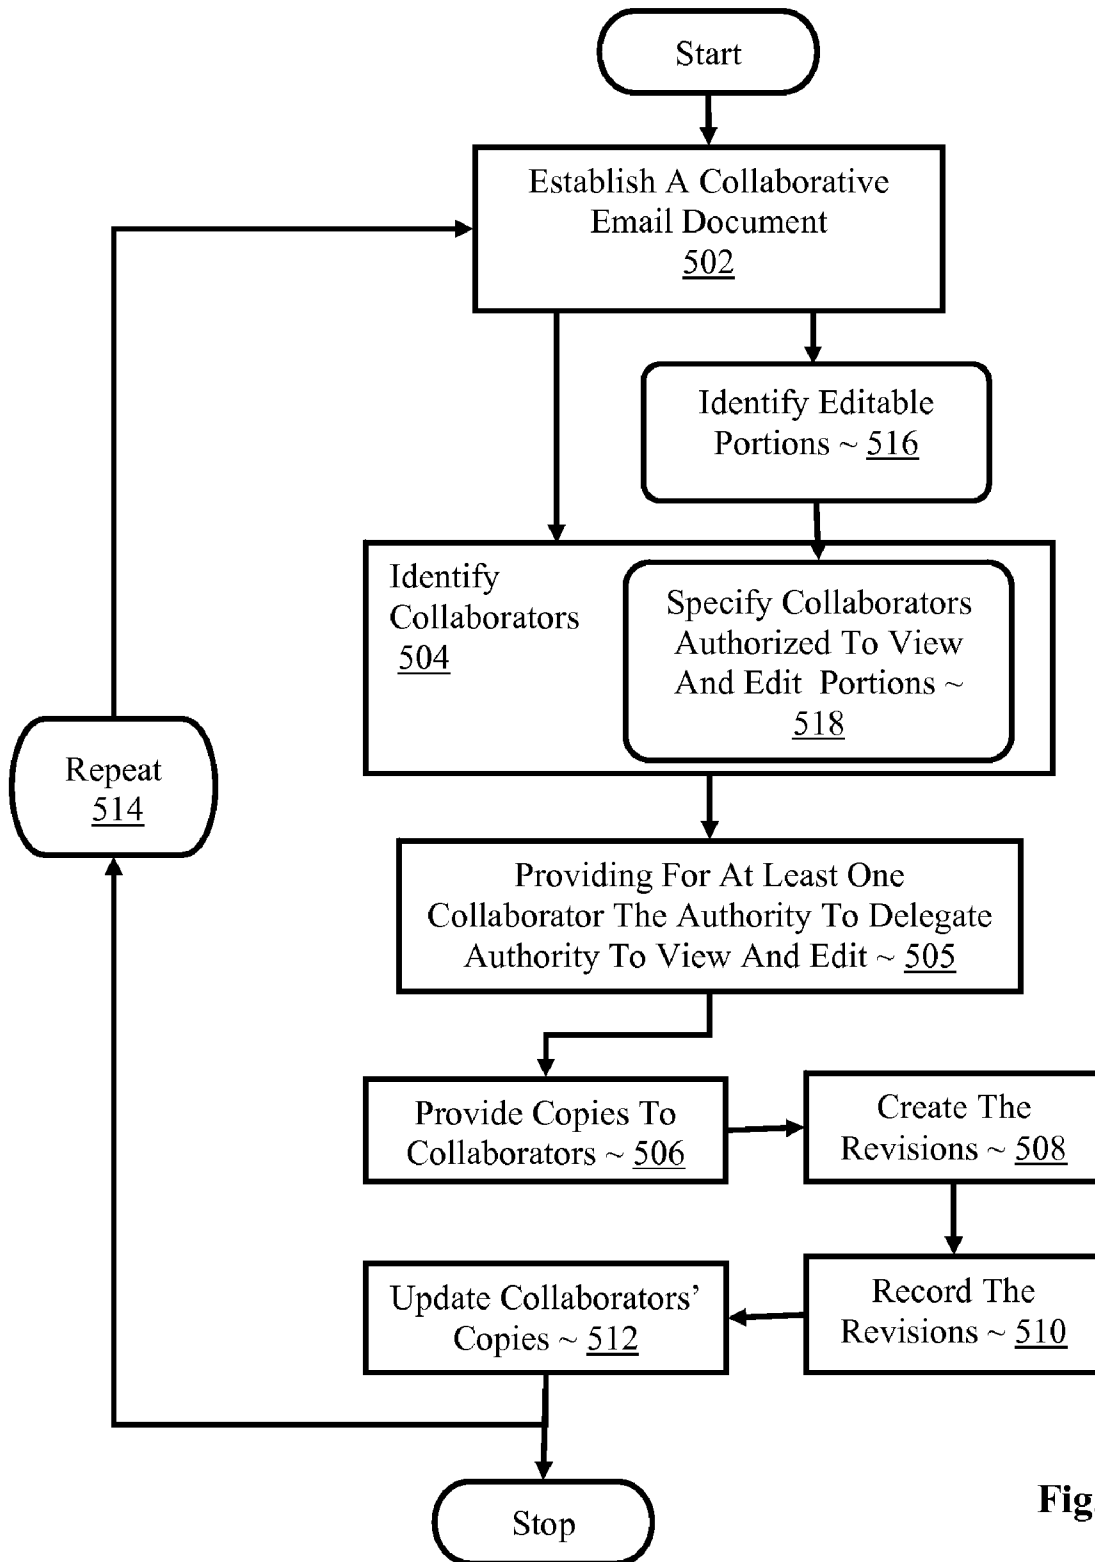 Start
Establish A Collaborative
Email Document
502
Identify Editable
Portions ~ 516
Identify
Collaborators
504
Specify Collaborators
Authorized To View
And Edit Portions ~
518
Repeat
514
Providing For At Least One
Collaborator The Authority To Delegate
Authority To View And Edit ~ 505
Provide Copies To
Collaborators ~ 506
Create The
Revisions ~ 508
Update Collaborators’
Copies ~ 512
Record The
Revisions ~ 510
Stop
Fig.